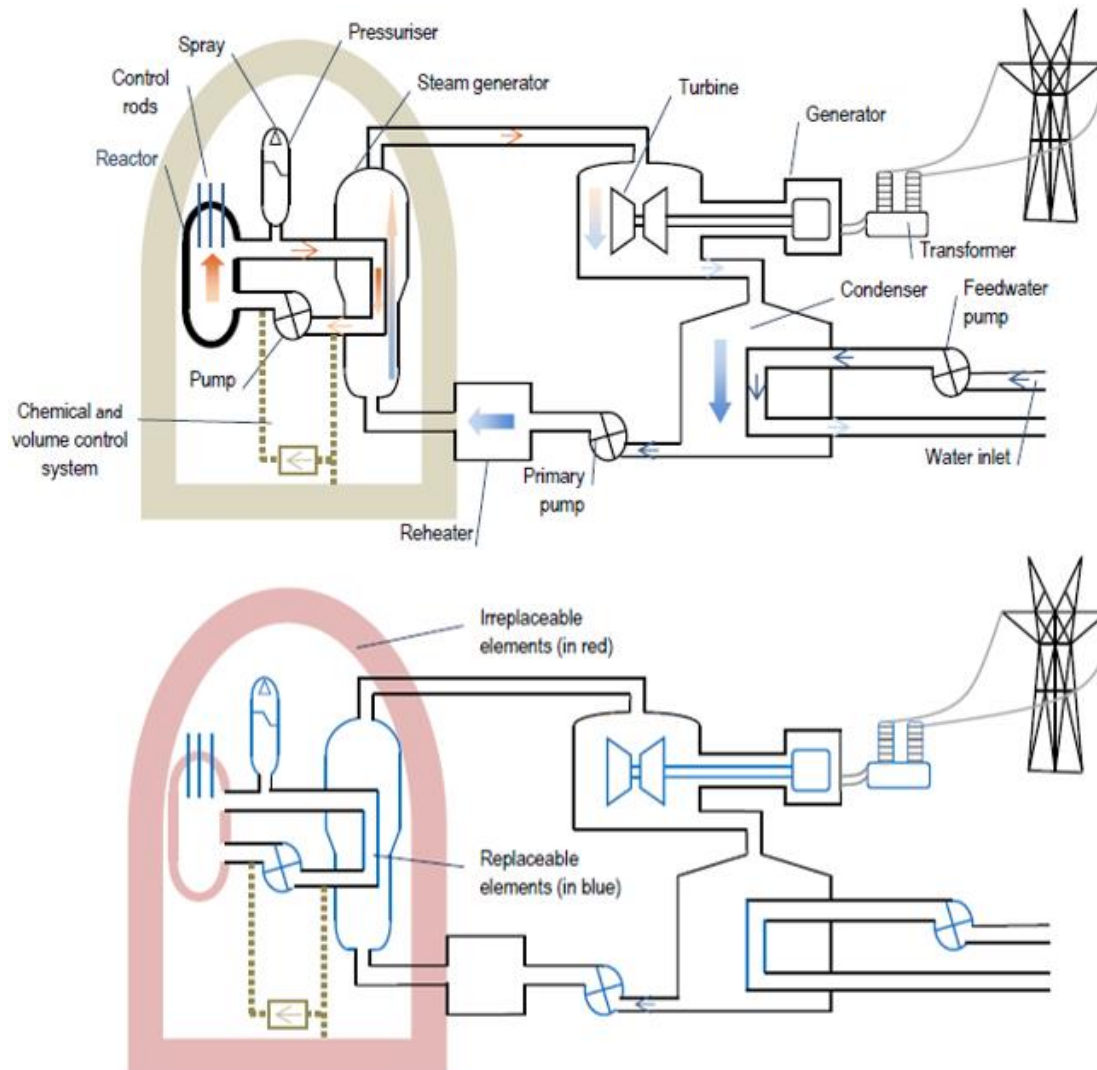 Spray
Pressuriser
Control
rods
Steam generator
Turbine
Generator
Reactor
Transformer
Condenser
Feedwater
pump
Pump
Chemical and
volume control
system
Water inlet
Primary
pump
Reheater
Irreplaceable
elements (in red)
Replaceable
elements (in blue)